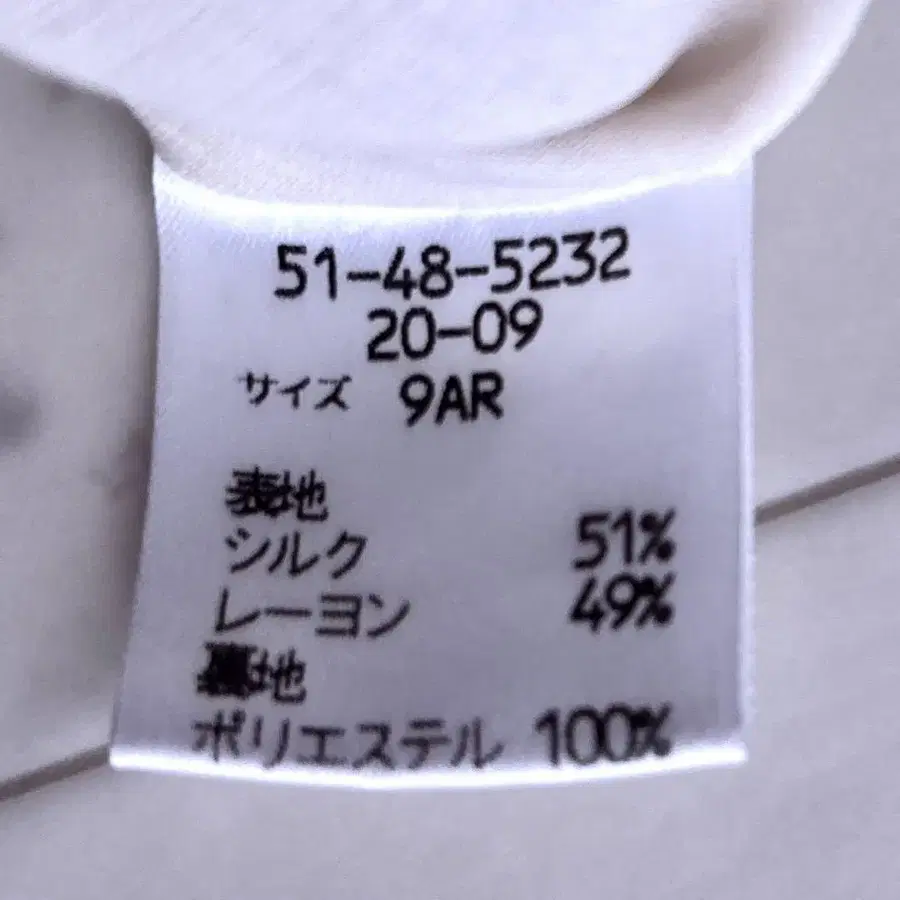 51-48-5232
20-09
サイズ 9AR
表地
シルク 51%
レーヨン 49%
裏地
ポリエステル 100%